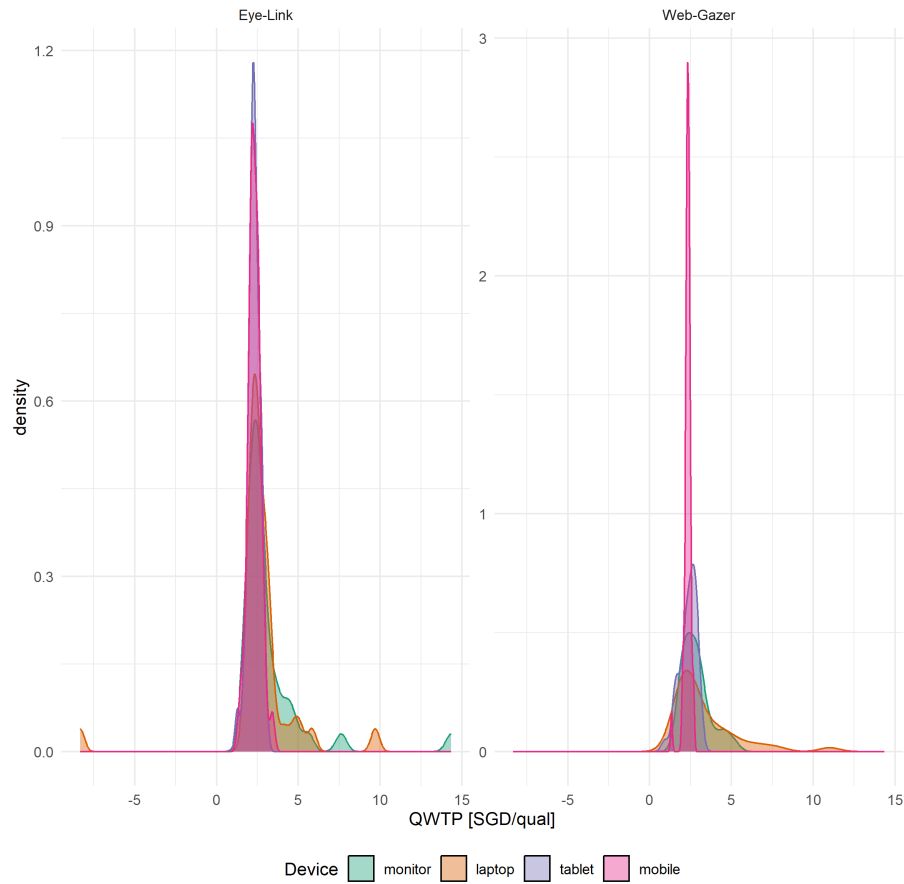 Eye-Link Web-Gazer
1.2 3
0.9
2
0.6
1
0.3
0.0 0
-5 0 5 10 15 -5 0 5 10 15
density
QWTP [SGD/qual]
Device monitor laptop tablet mobile